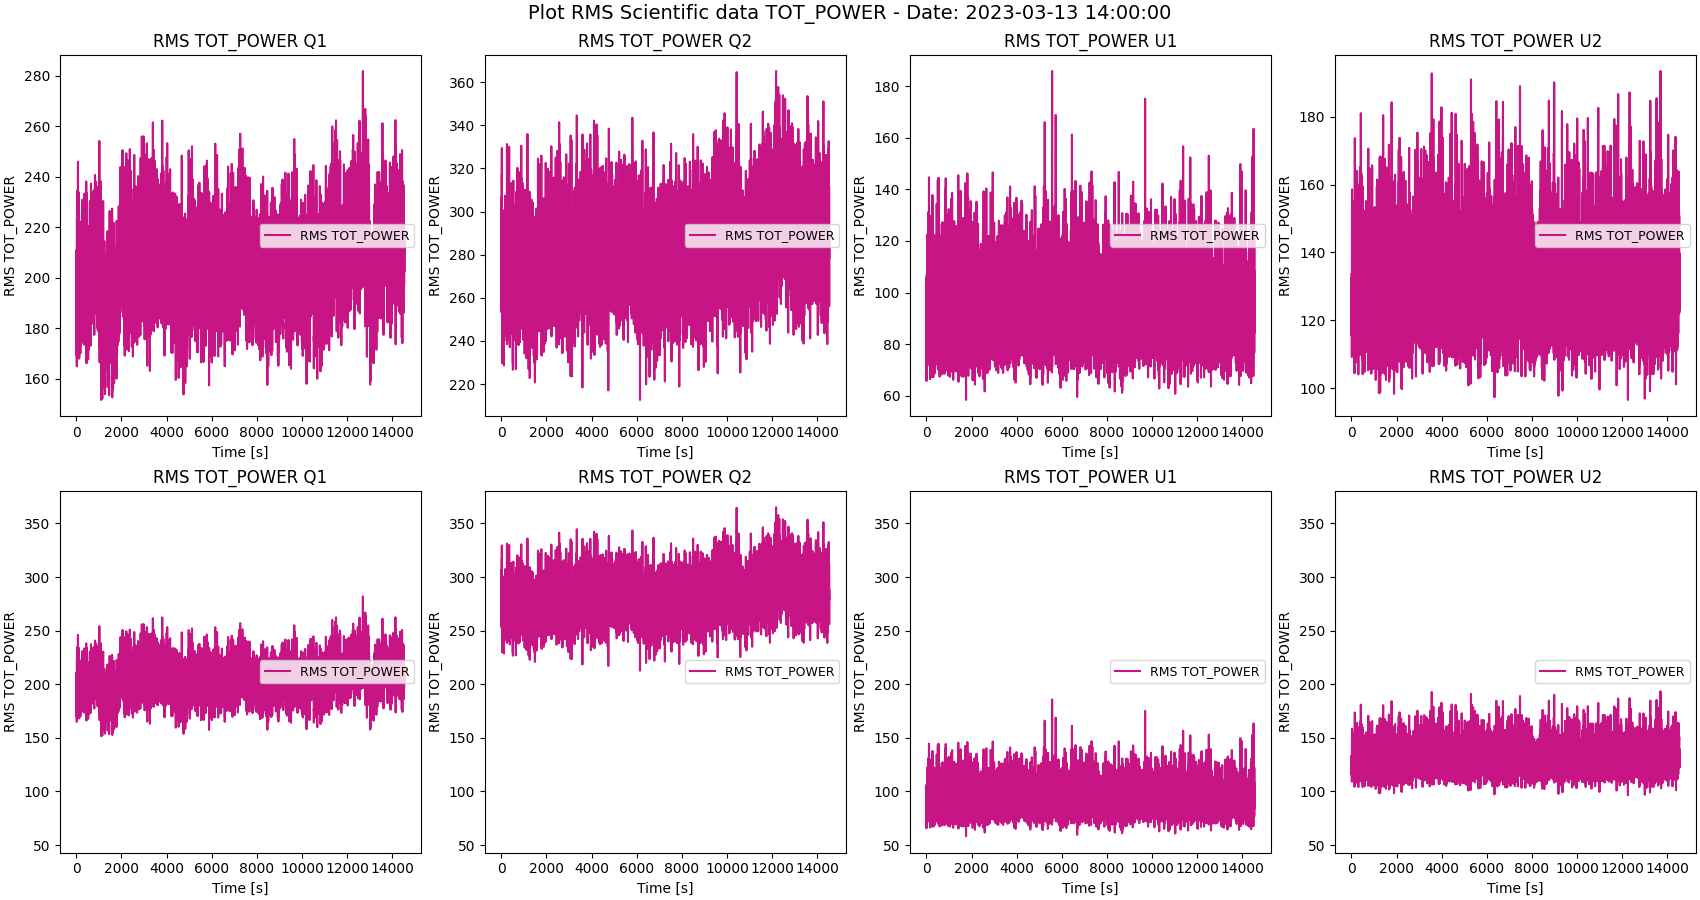 Plot RMS Scientific data TOT_POWER - Date: 2023-03-13 14:00:00
RMS TOT_POWER Q1
RMS TOT_POWER
280
260
240
220
200
180
160
RMS TOT_POWER
0 2000 4000 6000 8000 10000 12000 14000
Time [s]
RMS TOT_POWER Q2
RMS TOT_POWER
360
340
320
300
280
260
240
220
RMS TOT_POWER
0 2000 4000 6000 8000 10000 12000 14000
Time [s]
RMS TOT_POWER U1
RMS TOT_POWER
180
160
140
120
100
80
60
RMS TOT_POWER
0 2000 4000 6000 8000 10000 12000 14000
Time [s]
RMS TOT_POWER U2
RMS TOT_POWER
180
160
140
120
100
RMS TOT_POWER
0 2000 4000 6000 8000 10000 12000 14000
Time [s]
RMS TOT_POWER Q1
RMS TOT_POWER
350
300
250
200
150
100
50
RMS TOT_POWER
0 2000 4000 6000 8000 10000 12000 14000
Time [s]
RMS TOT_POWER Q2
RMS TOT_POWER
350
300
250
200
150
100
50
RMS TOT_POWER
0 2000 4000 6000 8000 10000 12000 14000
Time [s]
RMS TOT_POWER U1
RMS TOT_POWER
350
300
250
200
150
100
50
RMS TOT_POWER
0 2000 4000 6000 8000 10000 12000 14000
Time [s]
RMS TOT_POWER U2
RMS TOT_POWER
350
300
250
200
150
100
50
RMS TOT_POWER
0 2000 4000 6000 8000 10000 12000 14000
Time [s]